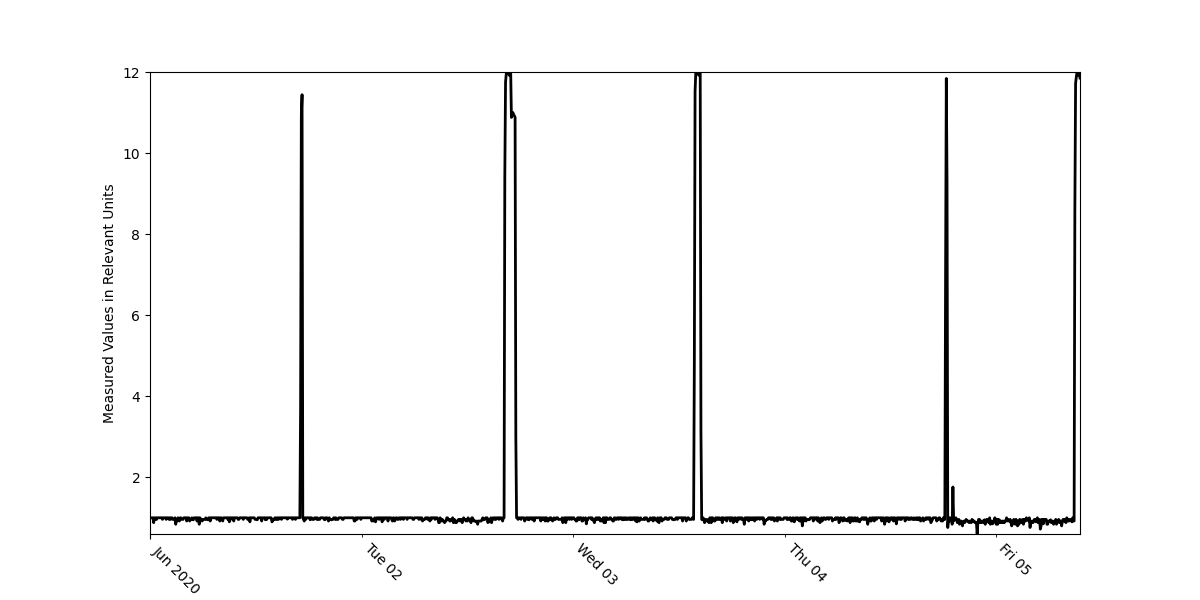 12
10
8
6
4
2
Measured Values in Relevant Units
Jun 2020
Tue 02
Wed 03
Thu 04
Fri 05